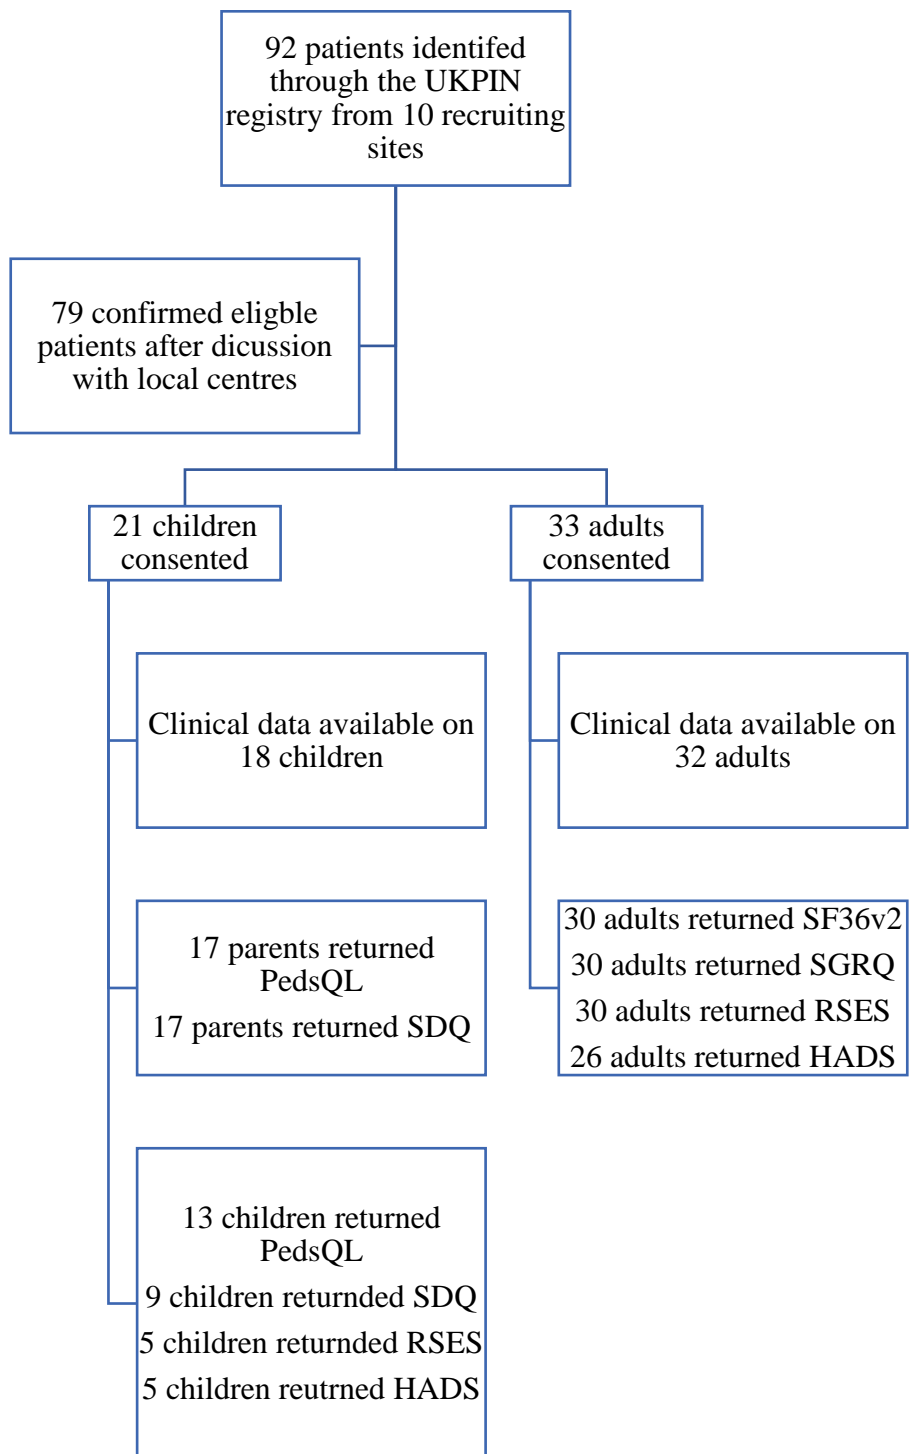 92 patients identifed
through the UKPIN
registry from 10 recruiting
sites
79 confirmed eligble
patients after dicussion
with local centres
21 children
consented
33 adults
consented
Clinical data available on
18 children
Clinical data available on
32 adults
17 parents returned
PedsQL
17 parents returned SDQ
30 adults returned SF36v2
30 adults returned SGRQ
30 adults returned RSES
26 adults returned HADS
13 children returned
PedsQL
9 children returnded SDQ
5 children returnded RSES
5 children reutrned HADS